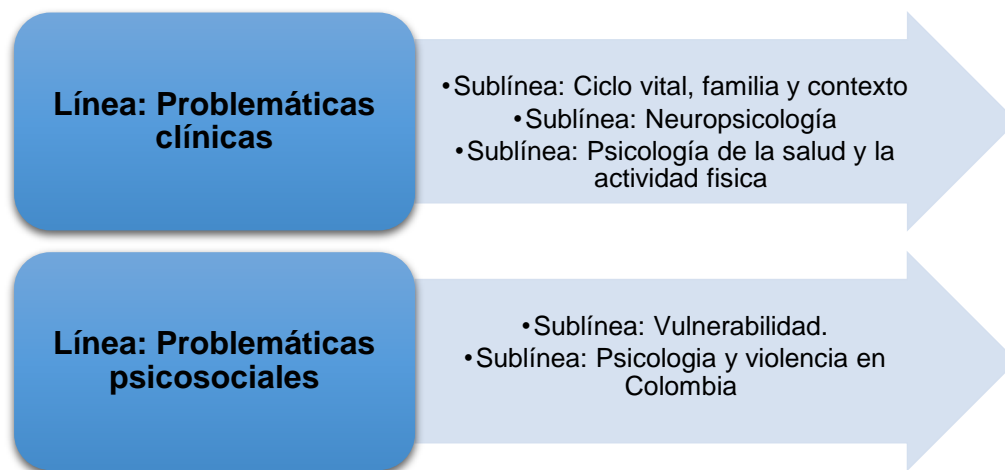 Línea: Problemáticas
clínicas
•Sublínea: Ciclo vital, familia y contexto
•Sublínea: Neuropsicología
•Sublínea: Psicología de la salud y la
actividad fisica
Línea: Problemáticas
psicosociales
•Sublínea: Vulnerabilidad.
•Sublínea: Psicologia y violencia en
Colombia